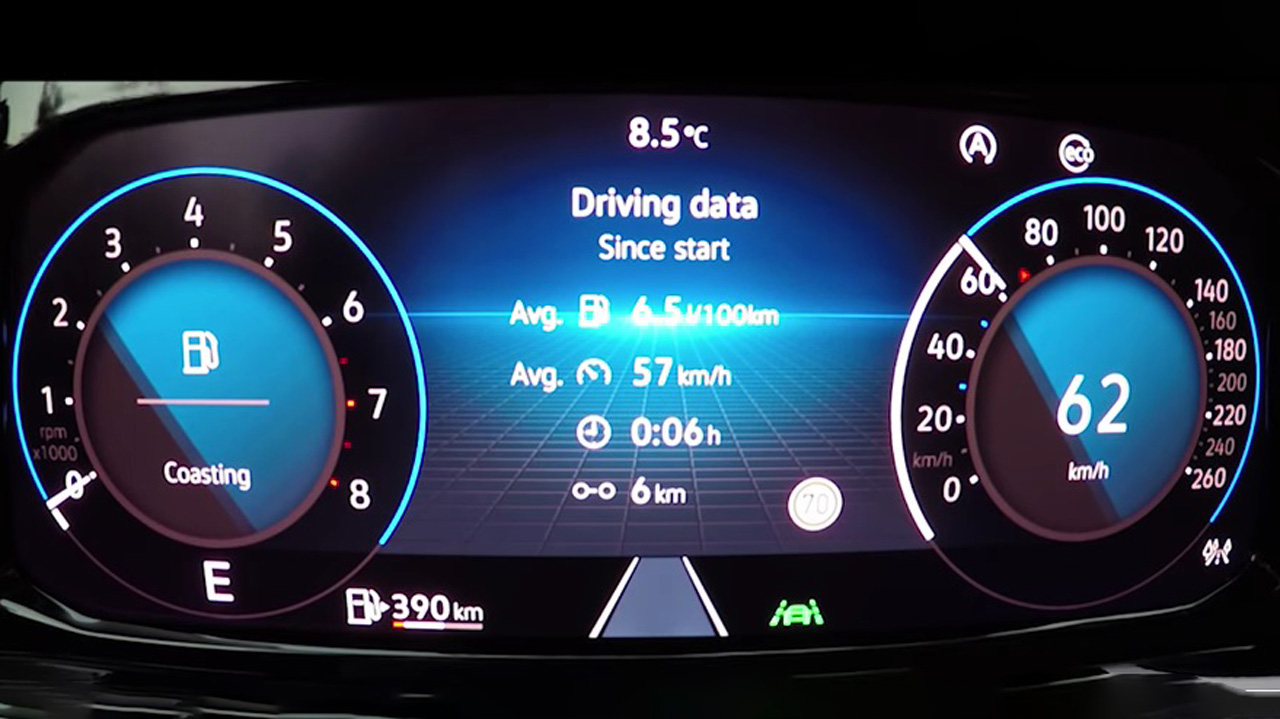 8.5°C
A
eco
Driving data
Since start
Avg. 6.5 l/100km
Avg. 57 km/h
0:06 h
6 km
70
0
1
2
3
4
5
6
7
8
rpm
x1000
Coasting
E
390 km
0
20
40
60
80
100
120
140
160
180
200
220
240
260
km/h
62
km/h